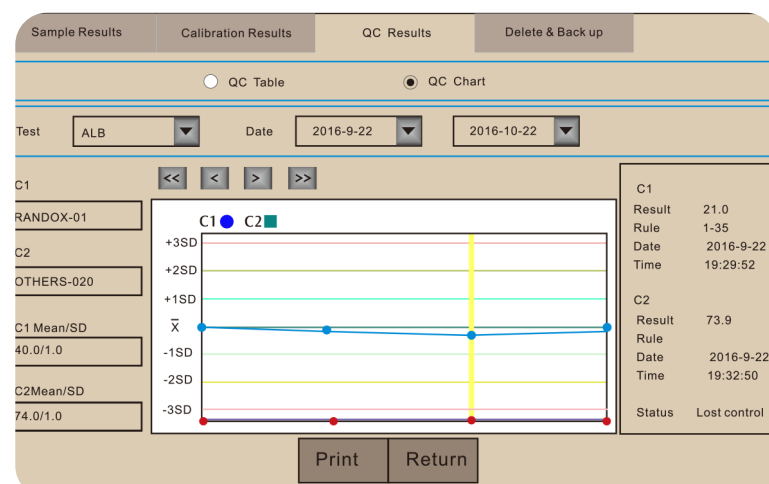 Sample Results Calibration Results QC Results Delete & Back up
QC Table QC Chart
Test ALB Date 2016-9-22 2016-10-22
<< < > >>
C1
RANDOX-01
C2
OTHERS-020
C1 Mean/SD
40.0/1.0
C2Mean/SD
74.0/1.0
C1 C2
+3SD
+2SD
+1SD
X̄
-1SD
-2SD
-3SD
C1
Result 21.0
Rule 1-35
Date 2016-9-22
Time 19:29:52
C2
Result 73.9
Rule
Date 2016-9-22
Time 19:32:50
Status Lost control
Print Return